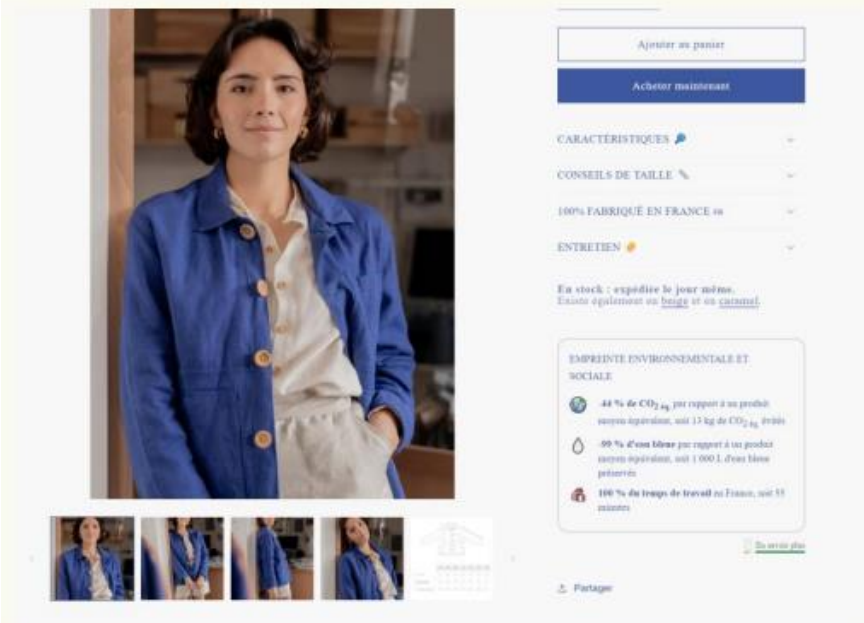 Ajouter au panier
Acheter maintenant
CARACTÉRISTIQUES
CONSEILS DE TAILLE
100% FABRIQUÉ EN FRANCE
ENTRETIEN
En stock : expédiée le jour même.
Existe également en beige et en caramel.
EMPREINTE ENVIRONNEMENTALE ET
SOCIALE
-44 % de CO2 eq par rapport à un produit
moyen équivalent, soit 13 kg de CO2 eq évités
-99 % d'eau bleue par rapport à un produit
moyen équivalent, soit 1 000 L d'eau bleue
préservés
100 % du temps de travail en France, soit
minutes
En savoir plus
Partager